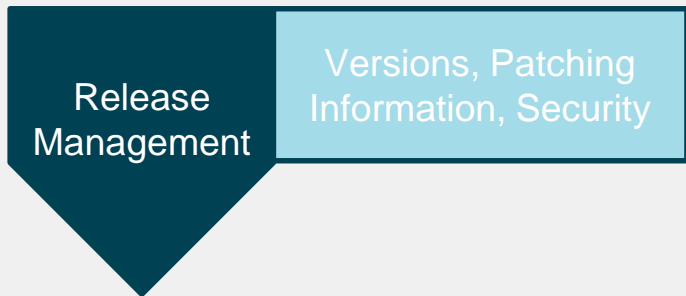 Release
Management
Versions, Patching
Information, Security